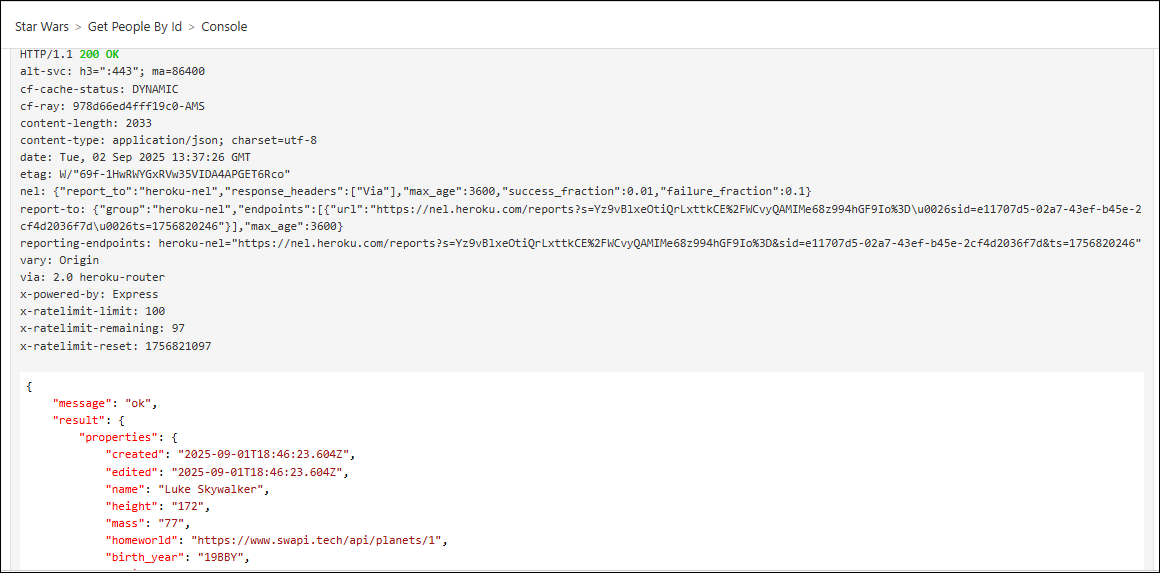 Star Wars > Get People By Id > Console
HTTP/1.1 200 OK
alt-svc: h3=":443"; ma=86400
cf-cache-status: DYNAMIC
cf-ray: 978d66ed4fff19c0-AMS
content-length: 2033
content-type: application/json; charset=utf-8
date: Tue, 02 Sep 2025 13:37:26 GMT
etag: W/"69f-1HwRWYGxRVw35VIDA4APGET6Rco"
nel: {"report_to":"heroku-nel","response_headers":["Via"],"max_age":3600,"success_fraction":0.01,"failure_fraction":0.1}
report-to: {"group":"heroku-nel","endpoints":[{"url":"https://nel.heroku.com/reports?s=Yz9vBlxeOtiQrLxttkCE%2FWCvyQAMIMe68z994hGF9Io%3D\u0026sid=e11707d5-02a7-43ef-b45e-2
cf4d2036f7d\u0026ts=1756820246"}],"max_age":3600}
reporting-endpoints: heroku-nel="https://nel.heroku.com/reports?s=Yz9vBlxeOtiQrLxttkCE%2FWCvyQAMIMe68z994hGF9Io%3D&sid=e11707d5-02a7-43ef-b45e-2cf4d2036f7d&ts=1756820246"
vary: Origin
via: 2.0 heroku-router
x-powered-by: Express
x-ratelimit-limit: 100
x-ratelimit-remaining: 97
x-ratelimit-reset: 1756821097
{
    "message": "ok",
    "result": {
        "properties": {
            "created": "2025-09-01T18:46:23.604Z",
            "edited": "2025-09-01T18:46:23.604Z",
            "name": "Luke Skywalker",
            "height": "172",
            "mass": "77",
            "homeworld": "https://www.swapi.tech/api/planets/1",
            "birth_year": "19BBY",